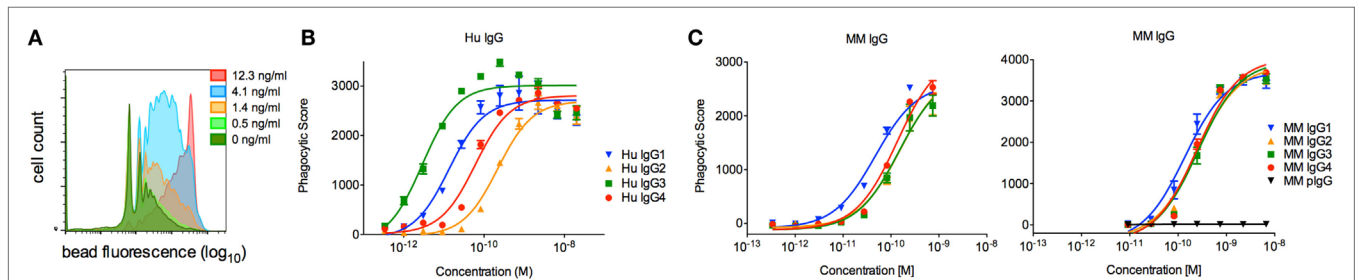 A
cell count
bead fluorescence (log10)
12.3 ng/ml
4.1 ng/ml
1.4 ng/ml
0.5 ng/ml
0 ng/ml
B
Hu IgG
Phagocytic Score
3000
2000
1000
0
10-12
10-10
10-8
Concentration (M)
Hu IgG1
Hu IgG2
Hu IgG3
Hu IgG4
C
MM IgG
Phagocytic Score
3000
2000
1000
0
10-13
10-12
10-11
10-10
10-9
10-8
Concentration [M]
MM IgG
4000
3000
2000
1000
0
10-13
10-12
10-11
10-10
10-9
10-8
Concentration [M]
MM IgG1
MM IgG2
MM IgG3
MM IgG4
MM pIgG